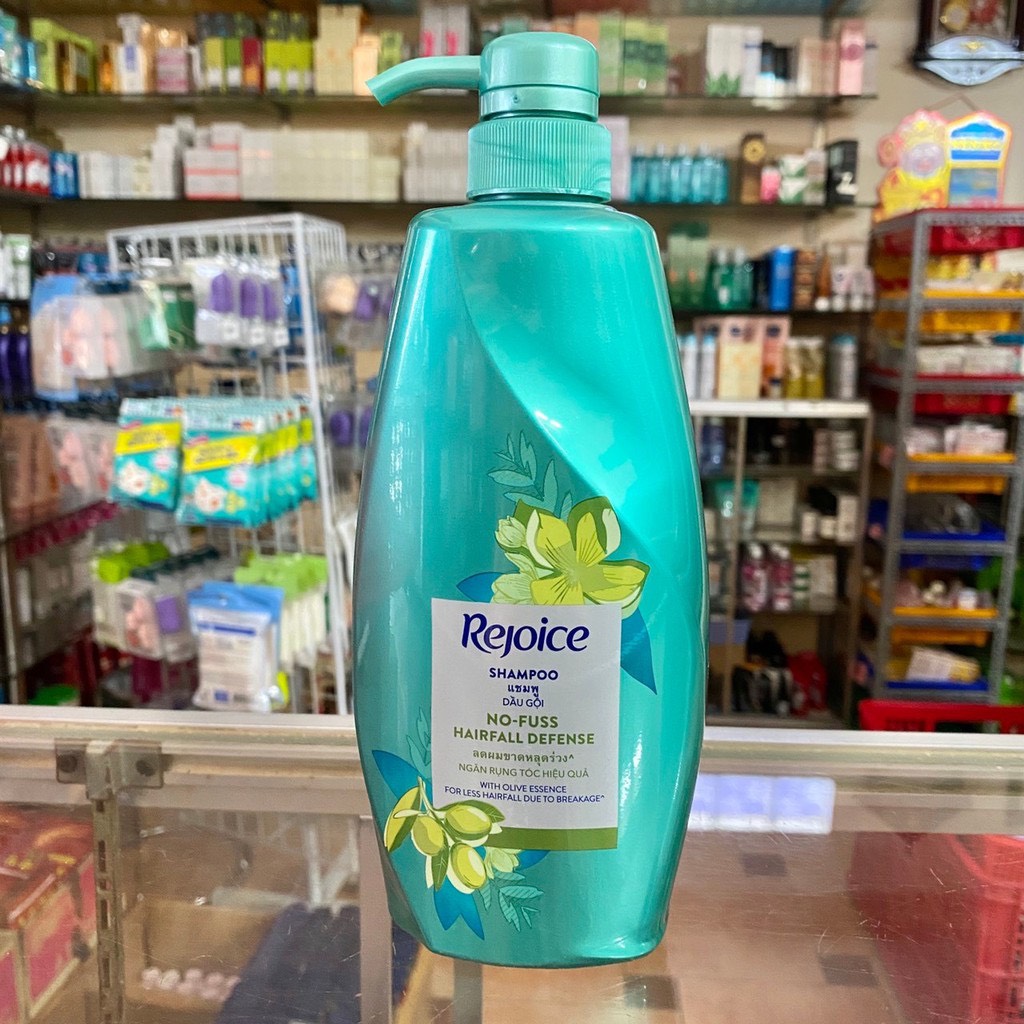 Rejoice
SHAMPOO
แชมพู
DẦU GỘI
NO-FUSS
HAIRFALL DEFENSE
ลดผมขาดหลุดร่วง^
NGĂN RỤNG TÓC HIỆU QUẢ
WITH OLIVE ESSENCE
FOR LESS HAIRFALL DUE TO BREAKAGE^